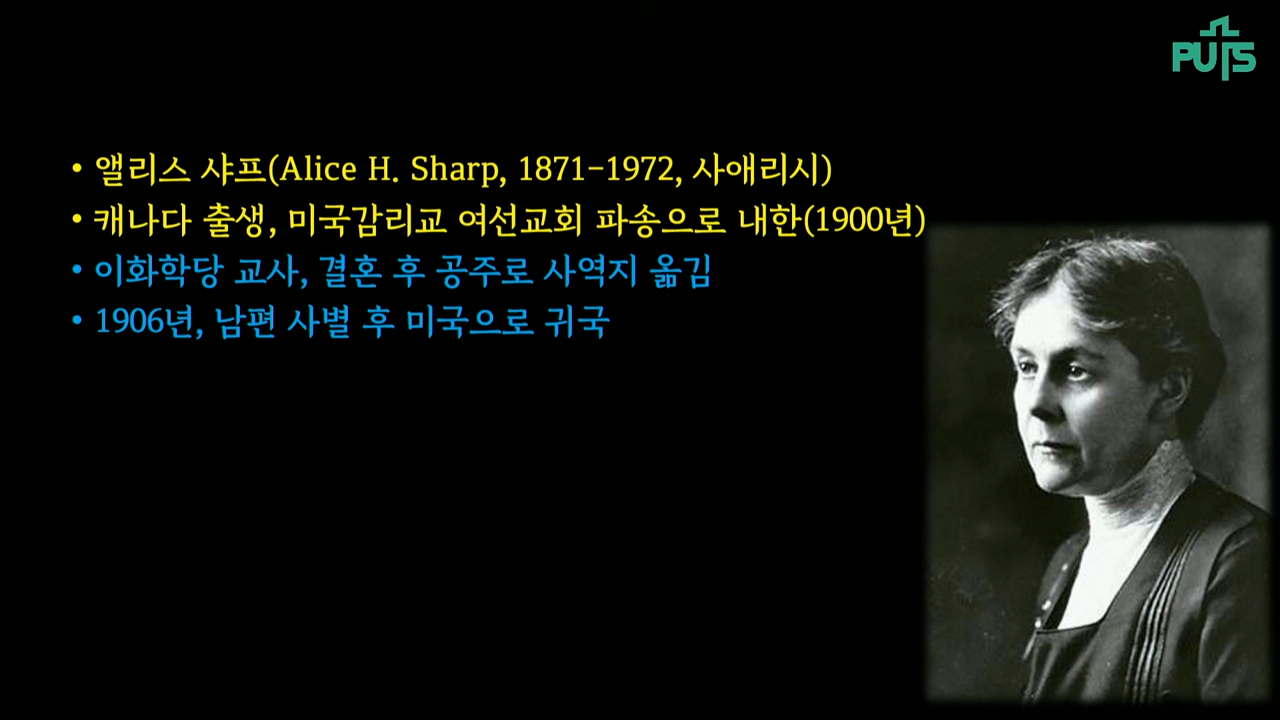 PUTS
• 앨리스 샤프(Alice H. Sharp, 1871-1972, 사애리시)
• 캐나다 출생, 미국감리교 여선교회 파송으로 내한(1900년)
• 이화학당 교사, 결혼 후 공주로 사역지 옮김
• 1906년, 남편 사별 후 미국으로 귀국